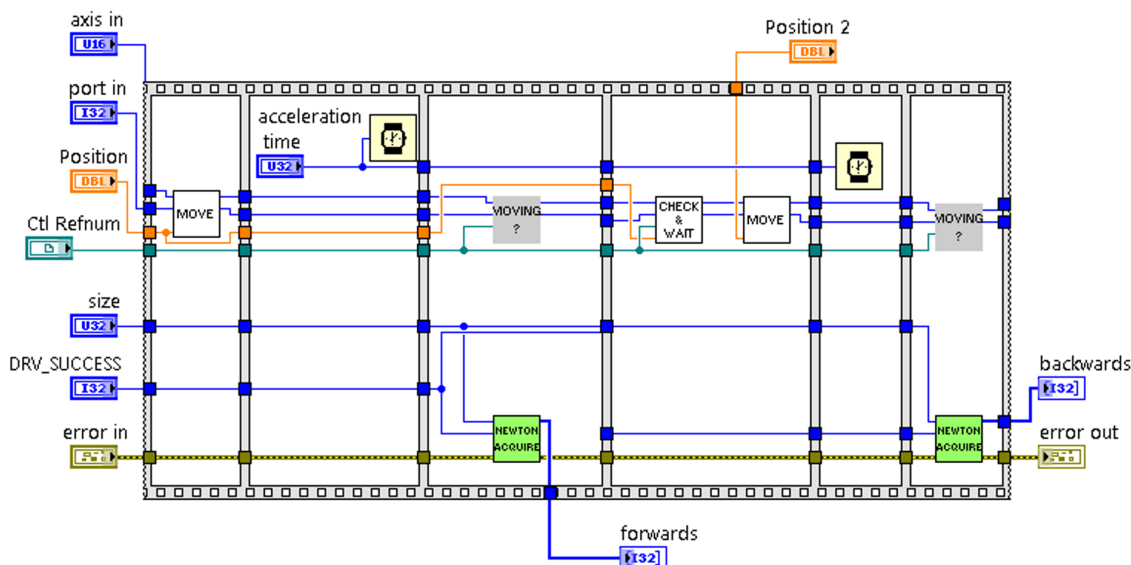 axis in
U16
Position 2
DBL
port in
I32
acceleration
time
U32
Position
DBL
MOVE
MOVING
?
CHECK
&
WAIT
MOVE
MOVING
?
Ctl Refnum
size
U32
DRV_SUCCESS
I32
backwards
I32]
NEWTON
ACQUIRE
NEWTON
ACQUIRE
error in
error out
forwards
I32]